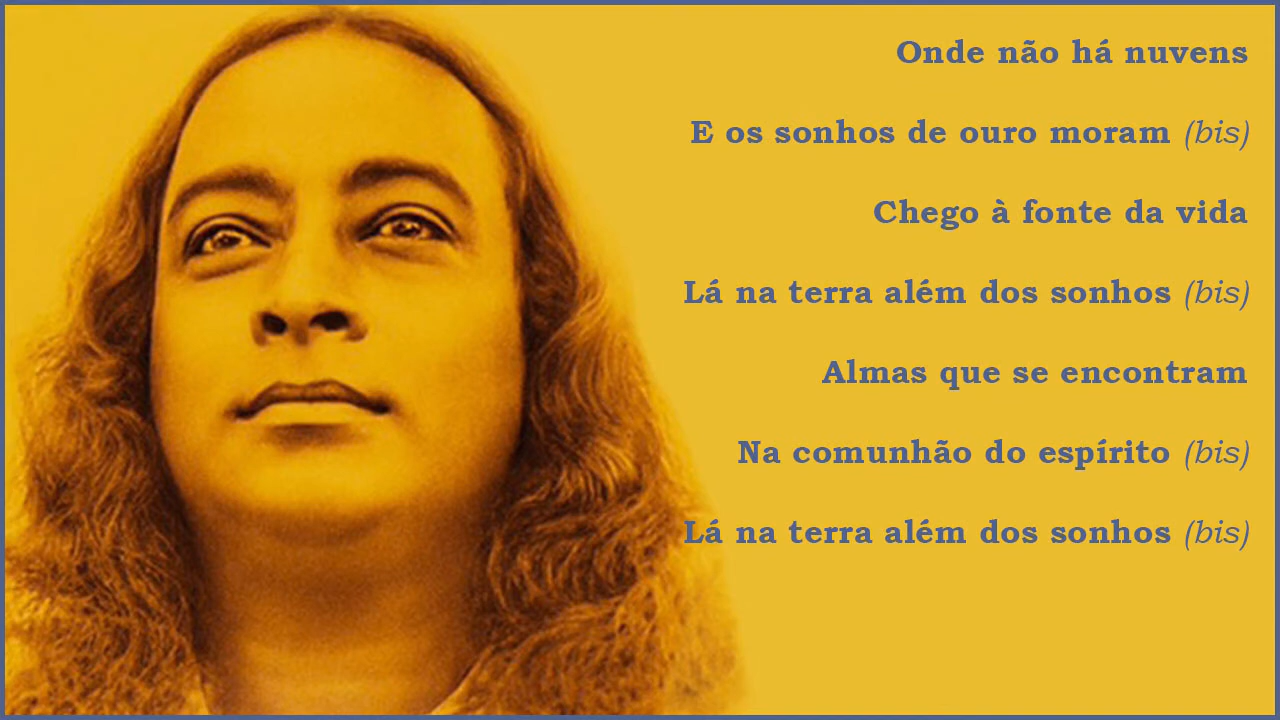 Onde não há nuvens
E os sonhos de ouro moram (bis)
Chego à fonte da vida
Lá na terra além dos sonhos (bis)
Almas que se encontram
Na comunhão do espírito (bis)
Lá na terra além dos sonhos (bis)